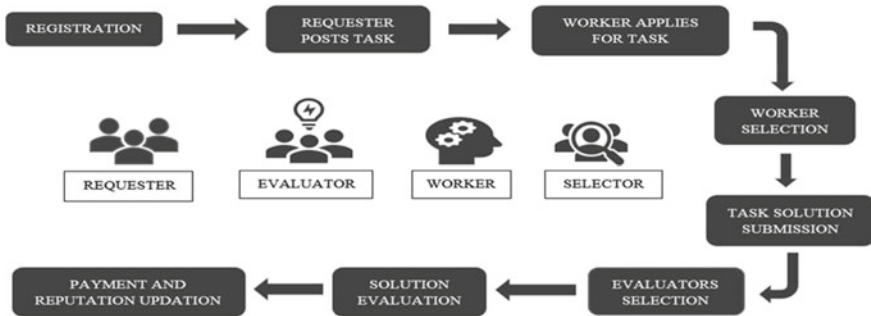 REGISTRATION
REQUESTER
POSTS TASK
WORKER APPLIES
FOR TASK
WORKER
SELECTION
REQUESTER
EVALUATOR
WORKER
SELECTOR
TASK SOLUTION
SUBMISSION
PAYMENT AND
REPUTATION UPDATION
SOLUTION
EVALUATION
EVALUATORS
SELECTION